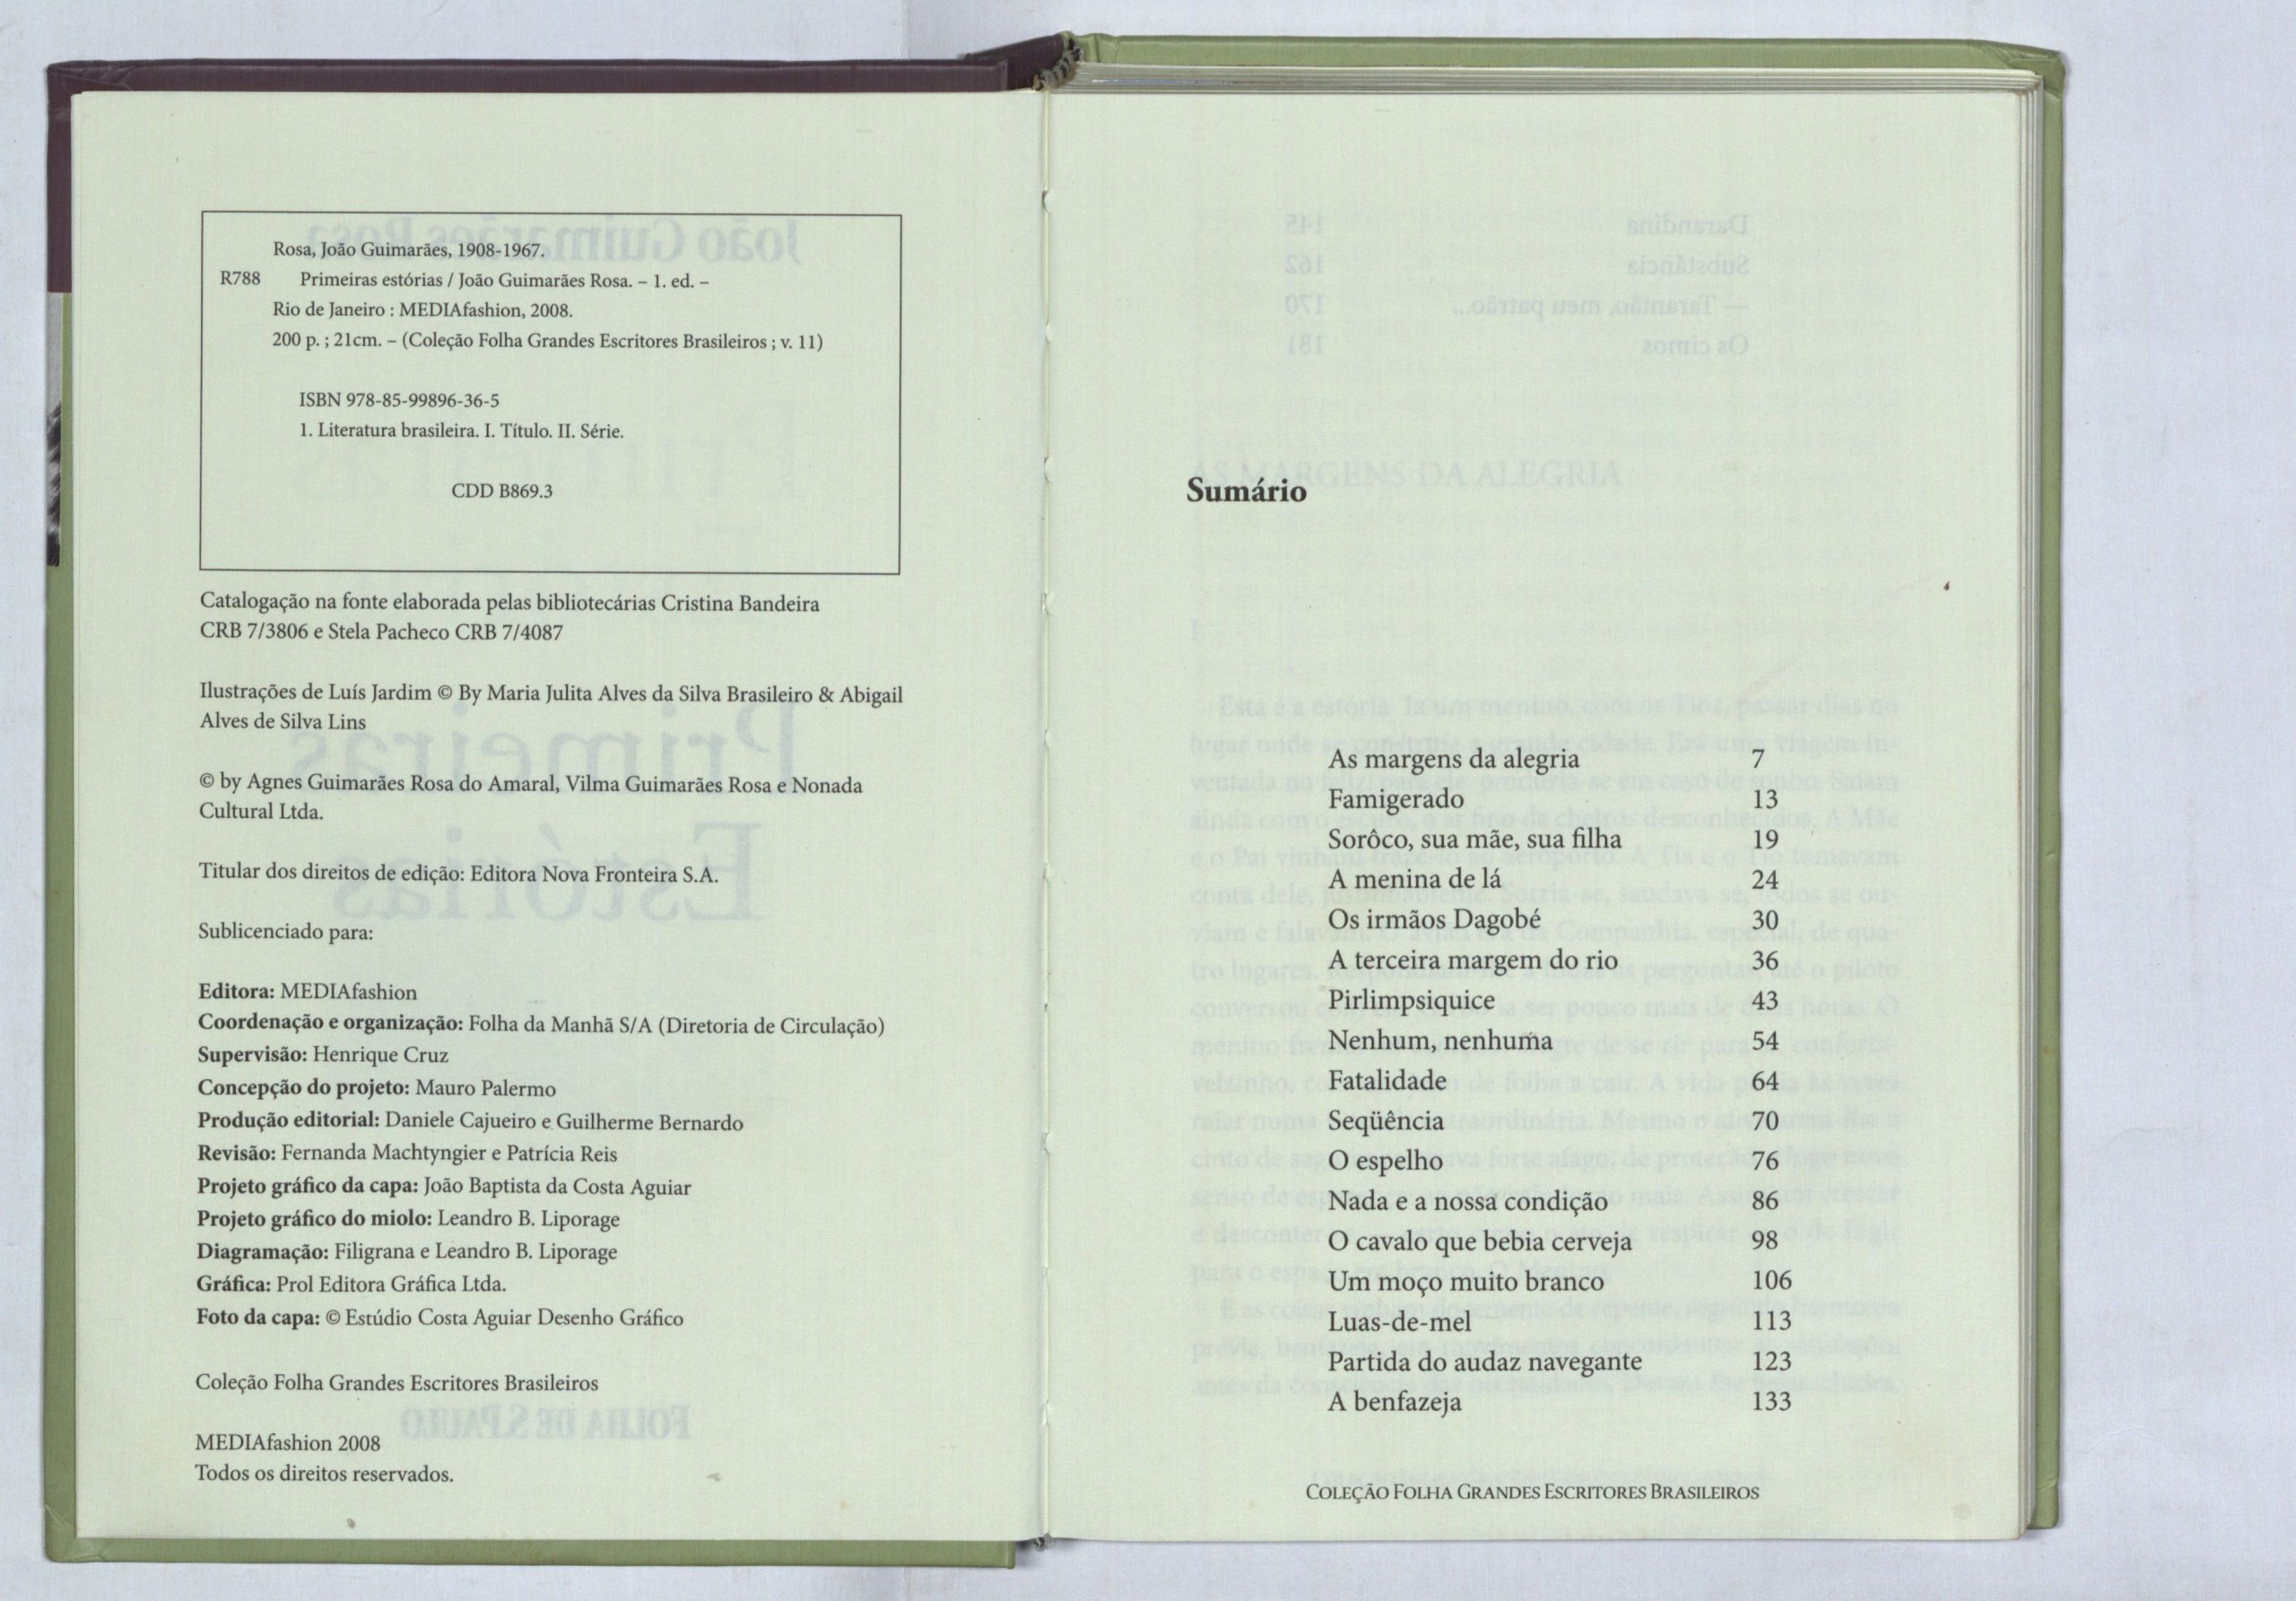 Rosa, João Guimarães, 1908-1967.
R788 Primeiras estórias / João Guimarães Rosa. – 1. ed. –
Rio de Janeiro : MEDIAfashion, 2008.
200 p. ; 21cm. – (Coleção Folha Grandes Escritores Brasileiros ; v. 11)
ISBN 978-85-99896-36-5
1. Literatura brasileira. I. Título. II. Série.
CDD B869.3
Catalogação na fonte elaborada pelas bibliotecárias Cristina Bandeira
CRB 7/3806 e Stela Pacheco CRB 7/4087
Ilustrações de Luís Jardim © By Maria Julita Alves da Silva Brasileiro & Abigail
Alves de Silva Lins
© by Agnes Guimarães Rosa do Amaral, Vilma Guimarães Rosa e Nonada
Cultural Ltda.
Titular dos direitos de edição: Editora Nova Fronteira S.A.
Sublicenciado para:
Editora: MEDIAfashion
Coordenação e organização: Folha da Manhã S/A (Diretoria de Circulação)
Supervisão: Henrique Cruz
Concepção do projeto: Mauro Palermo
Produção editorial: Daniele Cajueiro e Guilherme Bernardo
Revisão: Fernanda Machtyngier e Patrícia Reis
Projeto gráfico da capa: João Baptista da Costa Aguiar
Projeto gráfico do miolo: Leandro B. Liporage
Diagramação: Filigrana e Leandro B. Liporage
Gráfica: Prol Editora Gráfica Ltda.
Foto da capa: © Estúdio Costa Aguiar Desenho Gráfico
Coleção Folha Grandes Escritores Brasileiros
MEDIAfashion 2008
Todos os direitos reservados.
Sumário
As margens da alegria 7
Famigerado 13
Sorôco, sua mãe, sua filha 19
A menina de lá 24
Os irmãos Dagobé 30
A terceira margem do rio 36
Pirlimpsiquice 43
Nenhum, nenhuma 54
Fatalidade 64
Seqüência 70
O espelho 76
Nada e a nossa condição 86
O cavalo que bebia cerveja 98
Um moço muito branco 106
Luas-de-mel 113
Partida do audaz navegante 123
A benfazeja 133
COLEÇÃO FOLHA GRANDES ESCRITORES BRASILEIROS